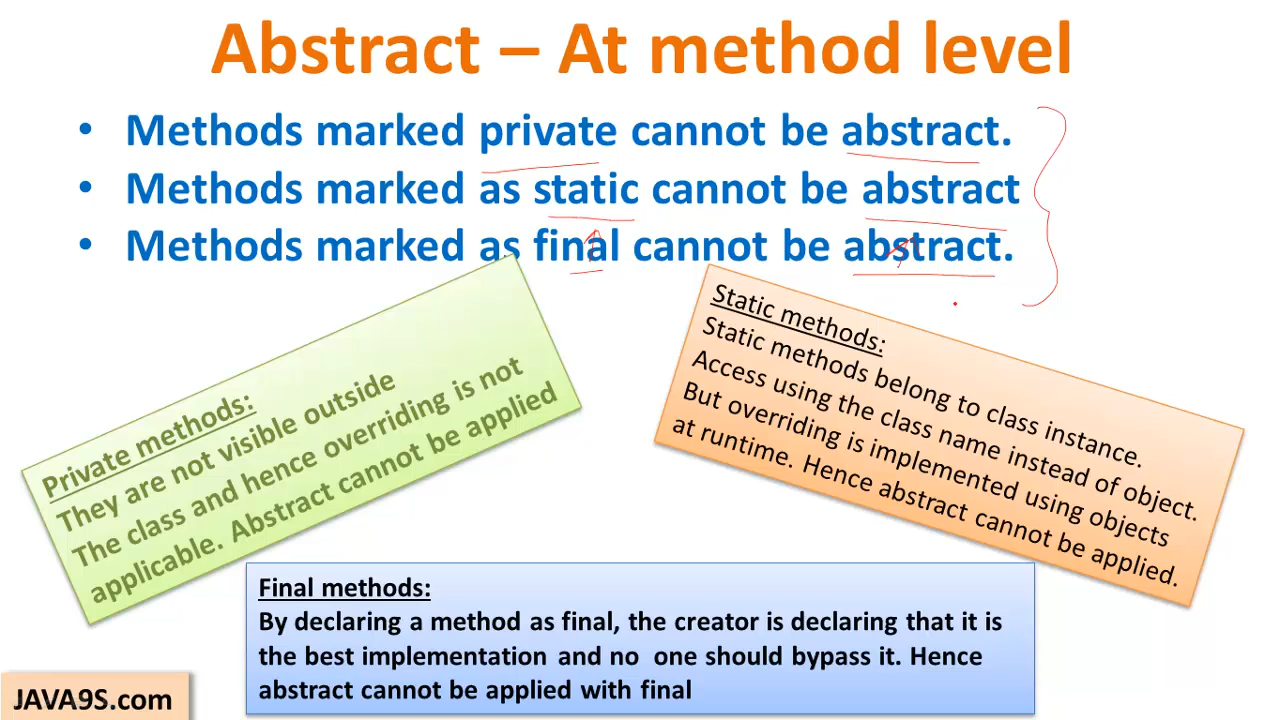 Abstract – At method level
• Methods marked private cannot be abstract.
• Methods marked as static cannot be abstract
• Methods marked as final cannot be abstract.
Private methods:
They are not visible outside
The class and hence overriding is not
applicable. Abstract cannot be applied
Static methods:
Static methods belong to class instance.
Access using the class name instead of object.
But overriding is implemented using objects
at runtime. Hence abstract cannot be applied.
Final methods:
By declaring a method as final, the creator is declaring that it is
the best implementation and no one should bypass it. Hence
abstract cannot be applied with final
JAVA9S.com